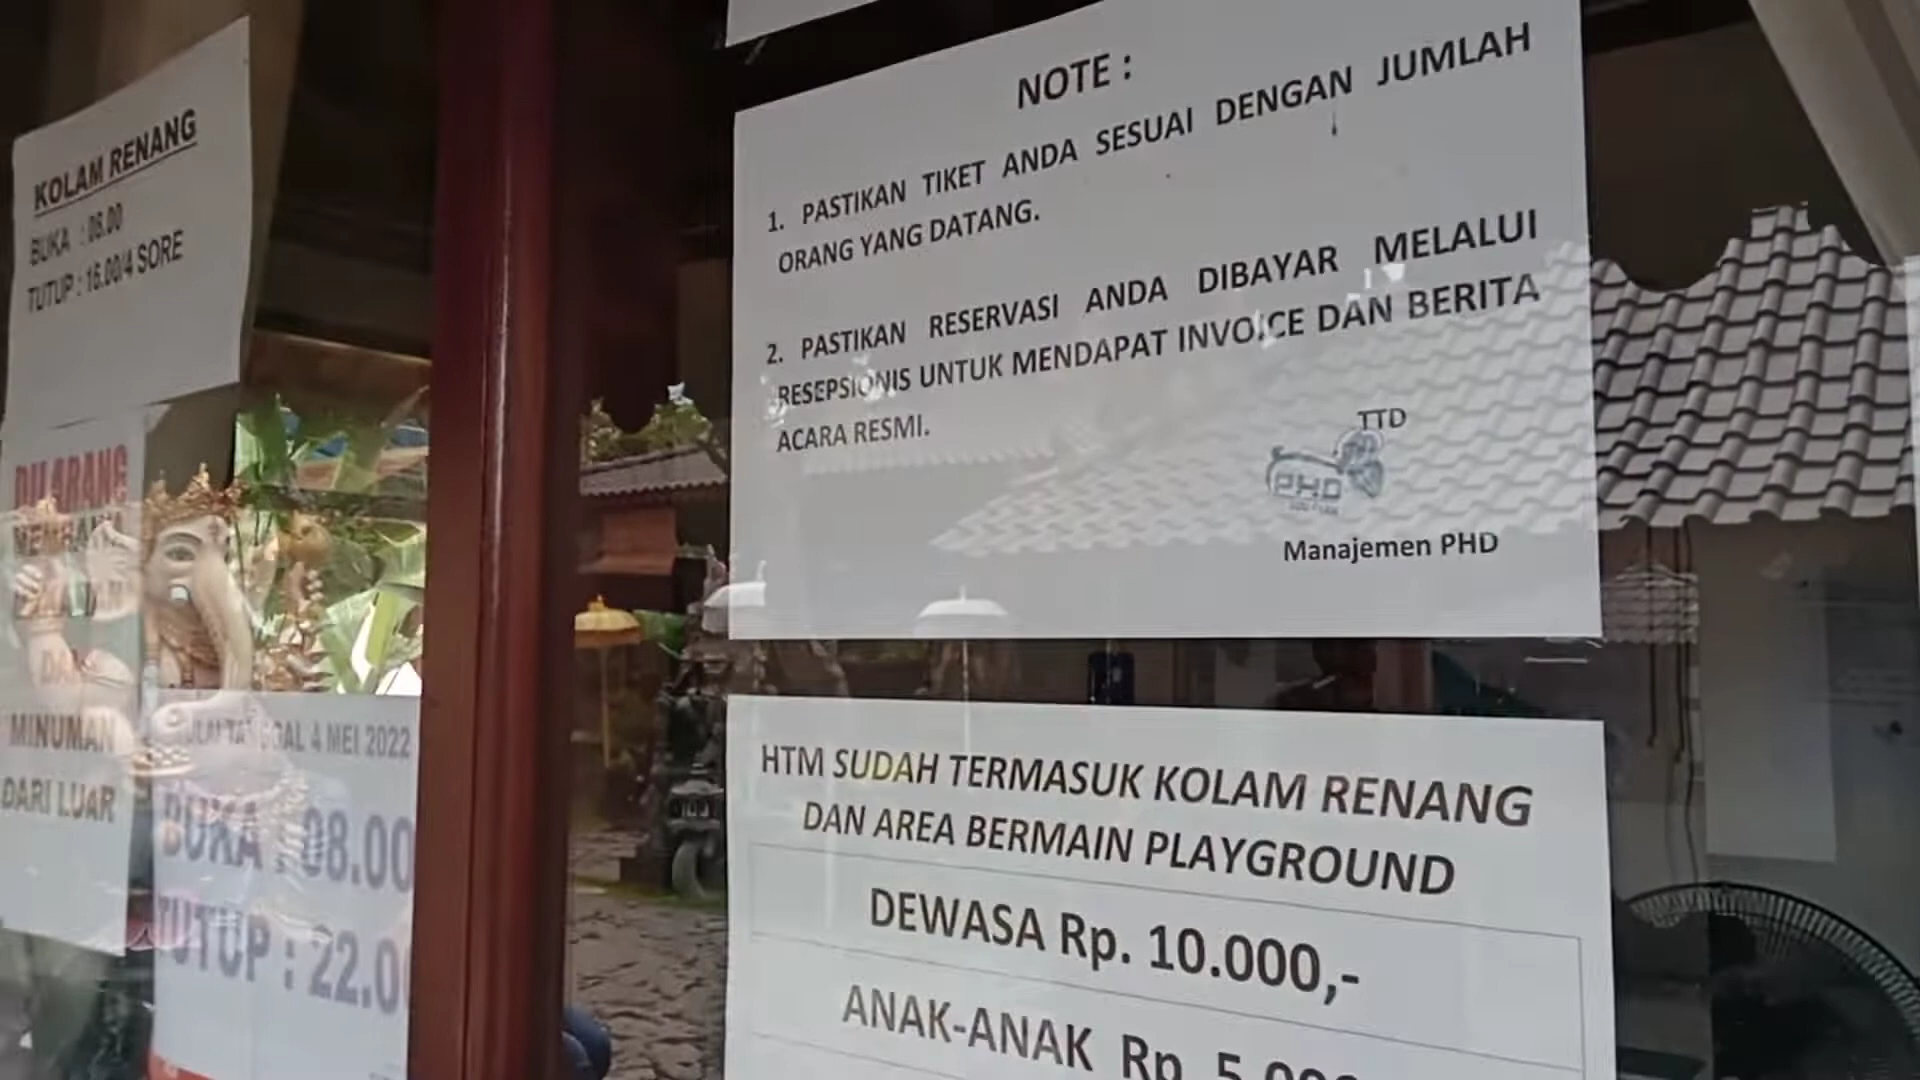 KOLAM RENANG
BUKA : 08.00
TUTUP : 16.00/4 SORE
DILARANG
MEMBAWA
MINUMAN
DARI LUAR
TANGGAL 4 MEI 2022
BUKA : 08.00
TUTUP : 22.0
NOTE :
1. PASTIKAN TIKET ANDA SESUAI DENGAN JUMLAH
ORANG YANG DATANG.
2. PASTIKAN RESERVASI ANDA DIBAYAR MELALUI
RESEPSIONIS UNTUK MENDAPAT INVOICE DAN BERITA
ACARA RESMI.
TTD
PHD
Manajemen PHD
HTM SUDAH TERMASUK KOLAM RENANG
DAN AREA BERMAIN PLAYGROUND
DEWASA Rp. 10.000,-
ANAK-ANAK Rp 5.000